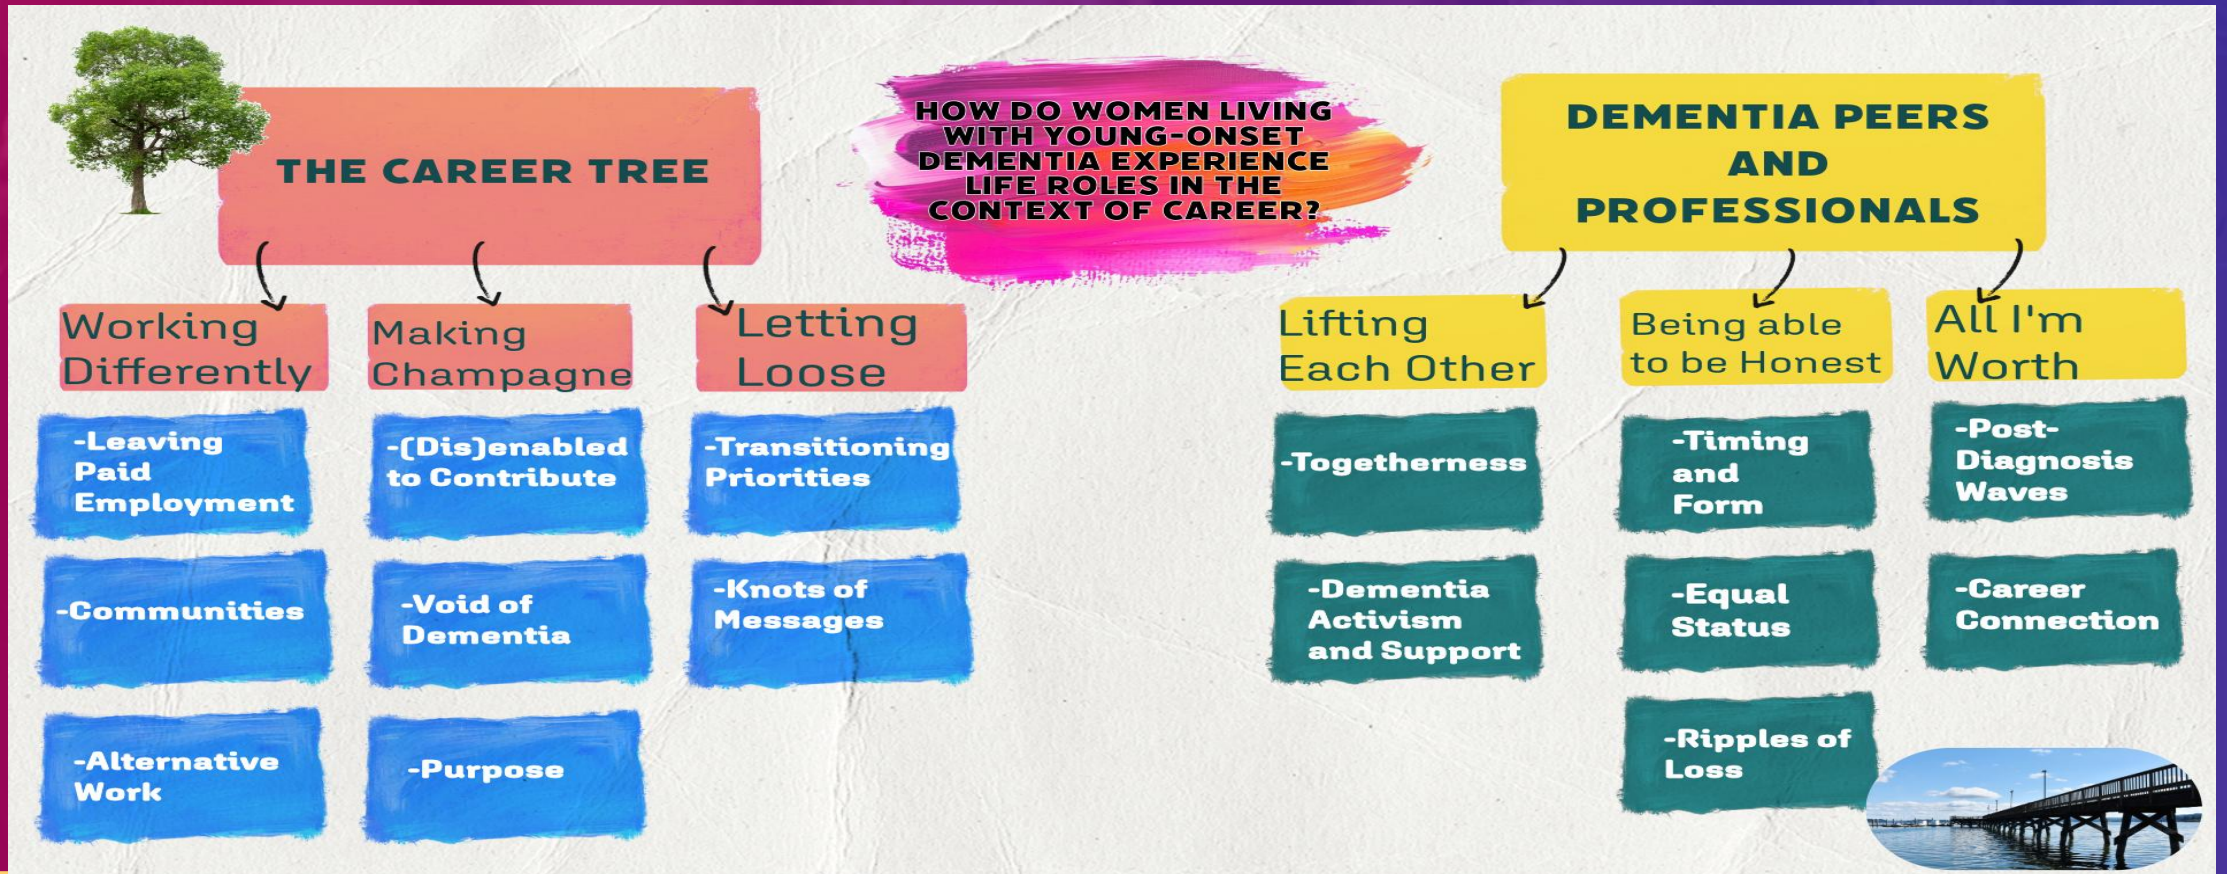 THE CAREER TREE
HOW DO WOMEN LIVING
WITH YOUNG-ONSET
DEMENTIA EXPERIENCE
LIFE ROLES IN THE
CONTEXT OF CAREER?
DEMENTIA PEERS
AND
PROFESSIONALS
Working
Differently
-Leaving
Paid
Employment
-Communities
-Alternative
Work
Making
Champagne
-(Dis)enabled
to Contribute
-Void of
Dementia
-Purpose
Letting
Loose
-Transitioning
Priorities
-Knots of
Messages
Lifting
Each Other
-Togetherness
-Dementia
Activism
and Support
Being able
to be Honest
-Timing
and
Form
-Equal
Status
-Ripples of
Loss
All I'm
Worth
-Post-
Diagnosis
Waves
-Career
Connection